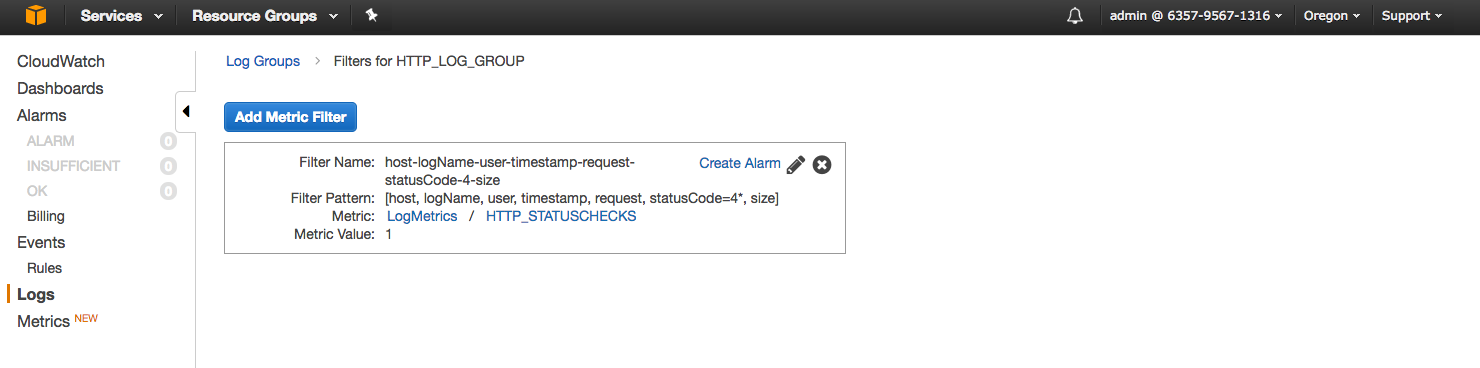 Services Resource Groups admin @ 6357-9567-1316 Oregon Support
CloudWatch
Dashboards
Alarms
ALARM 0
INSUFFICIENT 0
OK 0
Billing
Events
Rules
Logs
Metrics NEW
Log Groups > Filters for HTTP_LOG_GROUP
Add Metric Filter
Filter Name: host-logName-user-timestamp-request- Create Alarm
statusCode-4-size
Filter Pattern: [host, logName, user, timestamp, request, statusCode=4*, size]
Metric: LogMetrics / HTTP_STATUSCHECKS
Metric Value: 1